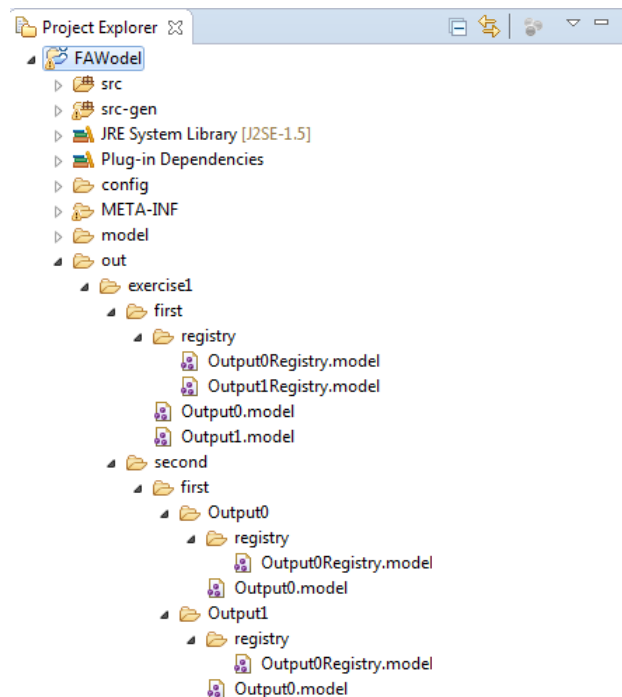 Project Explorer
FAWodel
src
src-gen
JRE System Library [J2SE-1.5]
Plug-in Dependencies
config
META-INF
model
out
exercise1
first
registry
Output0Registry.model
Output1Registry.model
Output0.model
Output1.model
second
first
Output0
registry
Output0Registry.model
Output0.model
Output1
registry
Output0Registry.model
Output0.model